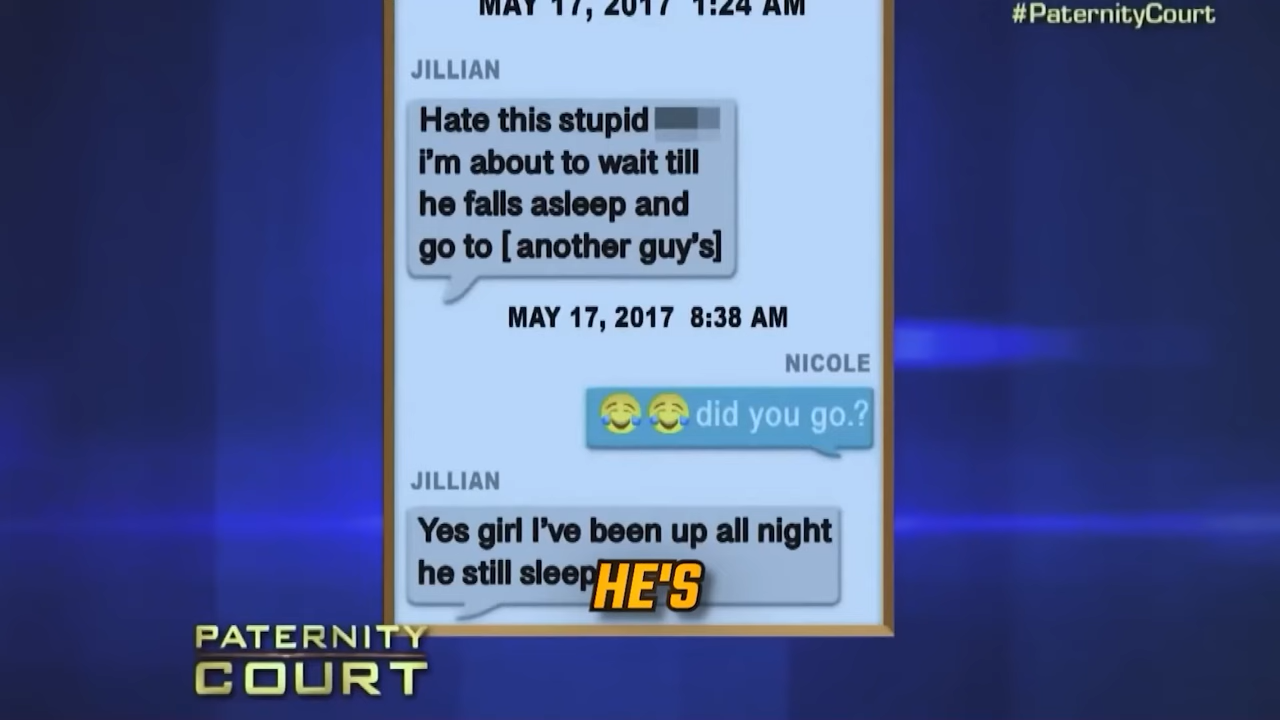 MAY 17, 2017 1:24 AM
#PaternityCourt
JILLIAN
Hate this stupid
i'm about to wait till
he falls asleep and
go to [another guy's]
MAY 17, 2017 8:38 AM
NICOLE
😂😂 did you go.?
JILLIAN
Yes girl I've been up all night
he still sleep
HE'S
PATERNITY
COURT